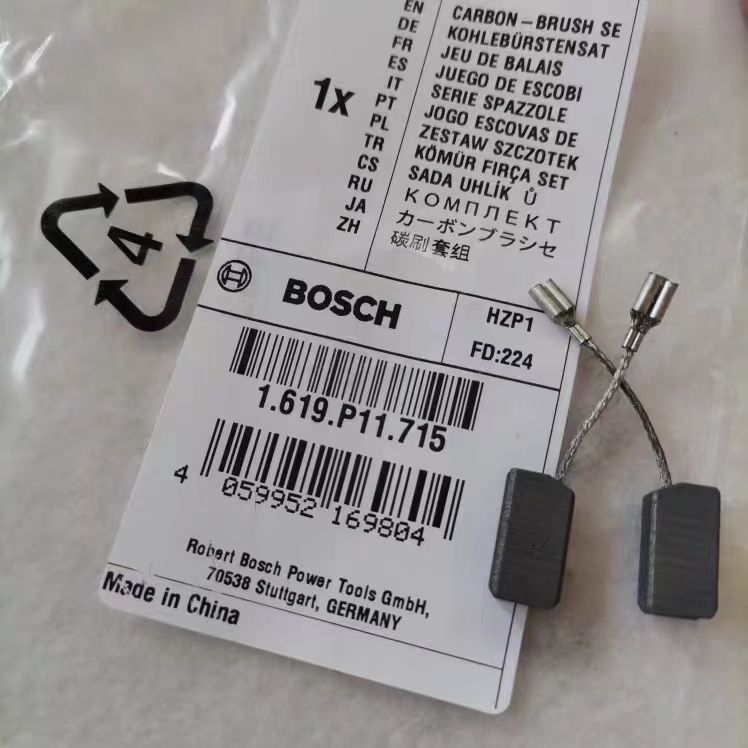 EN CARBON-BRUSH SE
DE KOHLEBÜRSTENSAT
FR JEU DE BALAIS
ES JUEGO DE ESCOBI
IT SERIE SPAZZOLE
PT JOGO ESCOVAS DE
PL ZESTAW SZCZOTEK
TR KÖMÜR FIRÇA SET
CS SADA UHLÍK Ů
RU КОМПЛЕКТ
JA カーボンブラシセ
ZH 碳刷套组
1x
4
BOSCH
HZP1
FD:224
1.619.P11.715
4 059952 169804
Robert Bosch Power Tools GmbH,
70538 Stuttgart, GERMANY
Made in China